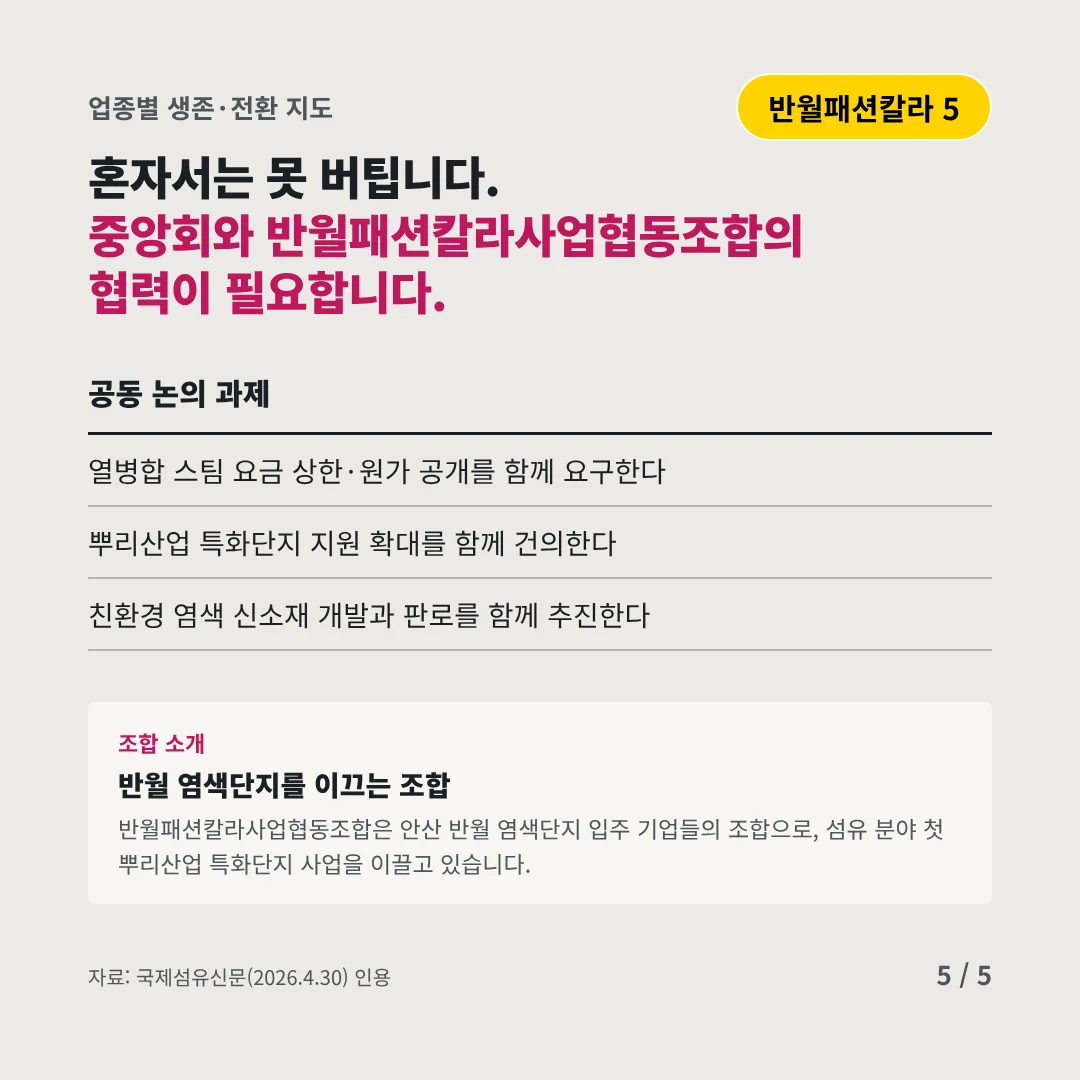 업종별 생존·전환 지도
반월패션칼라 5
혼자서는 못 버팁니다.
중앙회와 반월패션칼라사업협동조합의
협력이 필요합니다.
공동 논의 과제
열병합 스팀 요금 상한·원가 공개를 함께 요구한다
뿌리산업 특화단지 지원 확대를 함께 건의한다
친환경 염색 신소재 개발과 판로를 함께 추진한다
조합 소개
반월 염색단지를 이끄는 조합
반월패션칼라사업협동조합은 안산 반월 염색단지 입주 기업들의 조합으로, 섬유 분야 첫
뿌리산업 특화단지 사업을 이끌고 있습니다.
자료: 국제섬유신문(2026.4.30) 인용
5 / 5